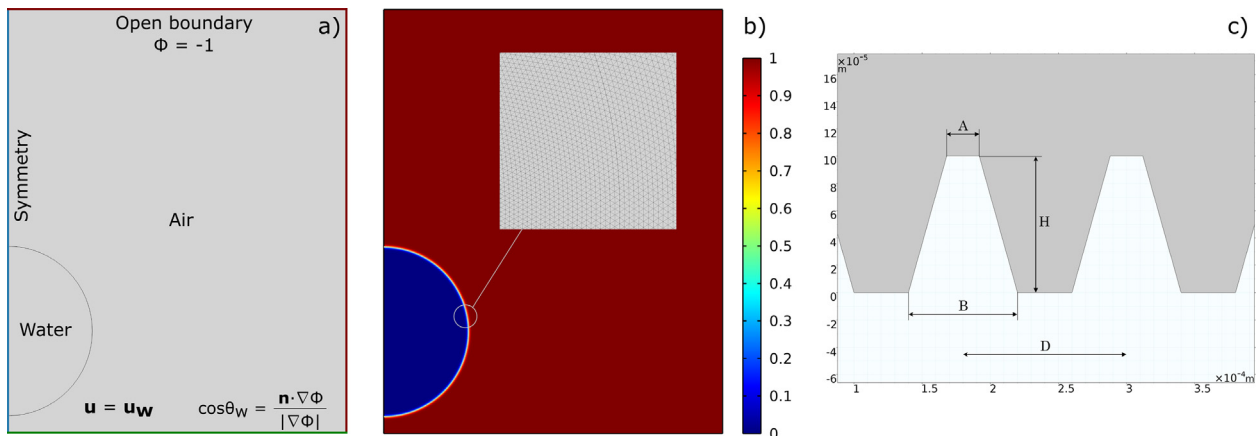 a)
Open boundary
Φ = -1
Symmetry
Air
Water
u = u_w
cosθ_w = n·∇Φ / |∇Φ|
b)
1
0.9
0.8
0.7
0.6
0.5
0.4
0.3
0.2
0.1
0
c)
×10⁻⁵
m
16
14
12
10
8
6
4
2
0
-2
-4
-6
A
H
B
D
×10⁻⁴m
1
1.5
2
2.5
3
3.5